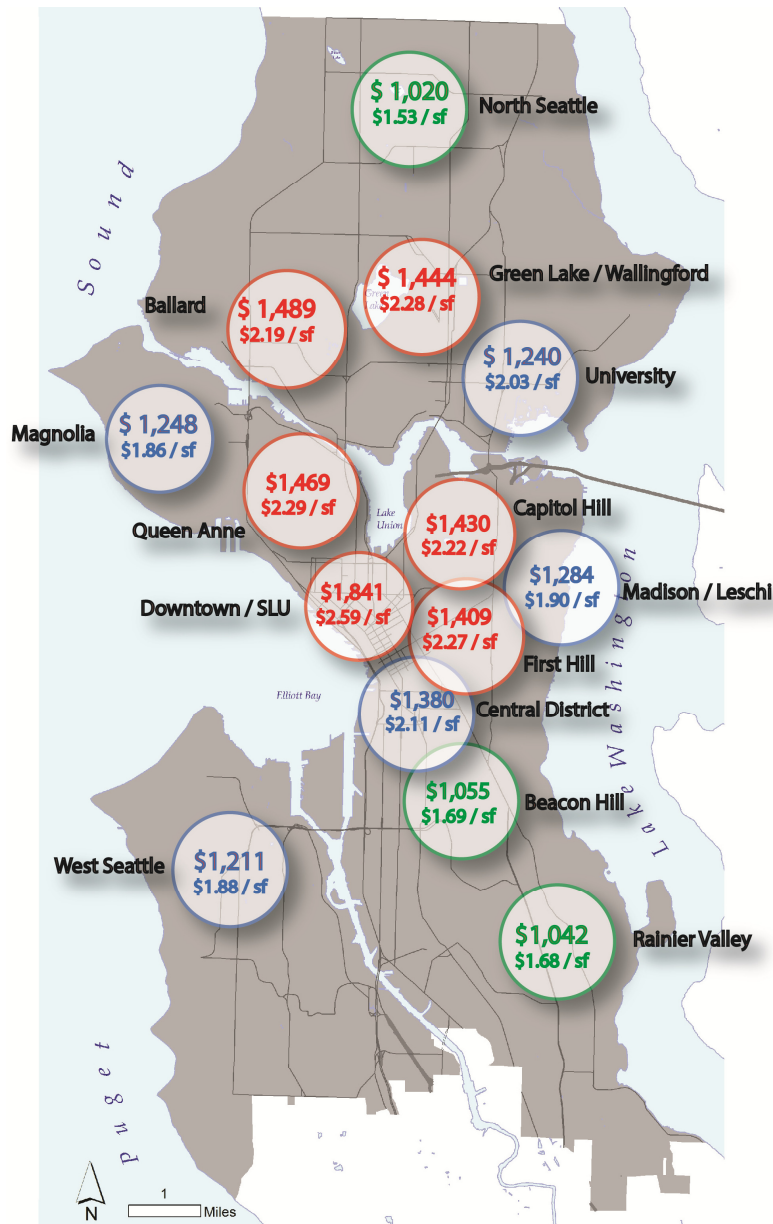 $ 1,020
$1.53 / sf
North Seattle
Sound
$ 1,444
$2.28 / sf
Green Lake / Wallingford
Green
Lake
Ballard
$ 1,489
$2.19 / sf
$ 1,240
$2.03 / sf
University
Magnolia
$ 1,248
$1.86 / sf
$1,469
$2.29 / sf
Queen Anne
Lake
Union
Capitol Hill
$1,430
$2.22 / sf
$1,284
$1.90 / sf
Madison / Leschi
Downtown / SLU
$1,841
$2.59 / sf
$1,409
$2.27 / sf
First Hill
Elliott Bay
$1,380
$2.11 / sf
Central District
Lake Washington
$1,055
$1.69 / sf
Beacon Hill
West Seattle
$1,211
$1.88 / sf
$1,042
$1.68 / sf
Rainier Valley
Puget
N
1
Miles